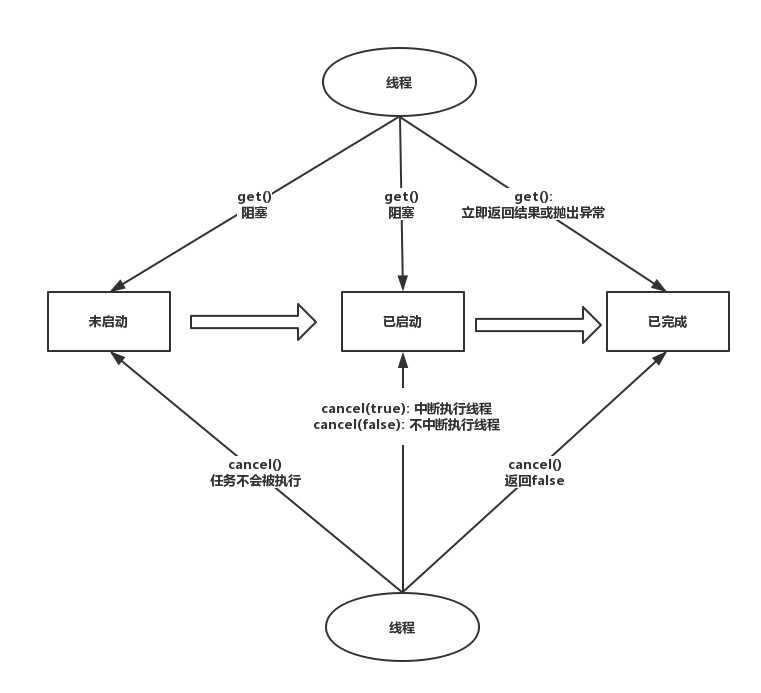 线程
get()
阻塞
get()
阻塞
get():
立即返回结果或抛出异常
未启动
已启动
已完成
cancel(true): 中断执行线程
cancel(false): 不中断执行线程
cancel()
任务不会被执行
cancel()
返回false
线程